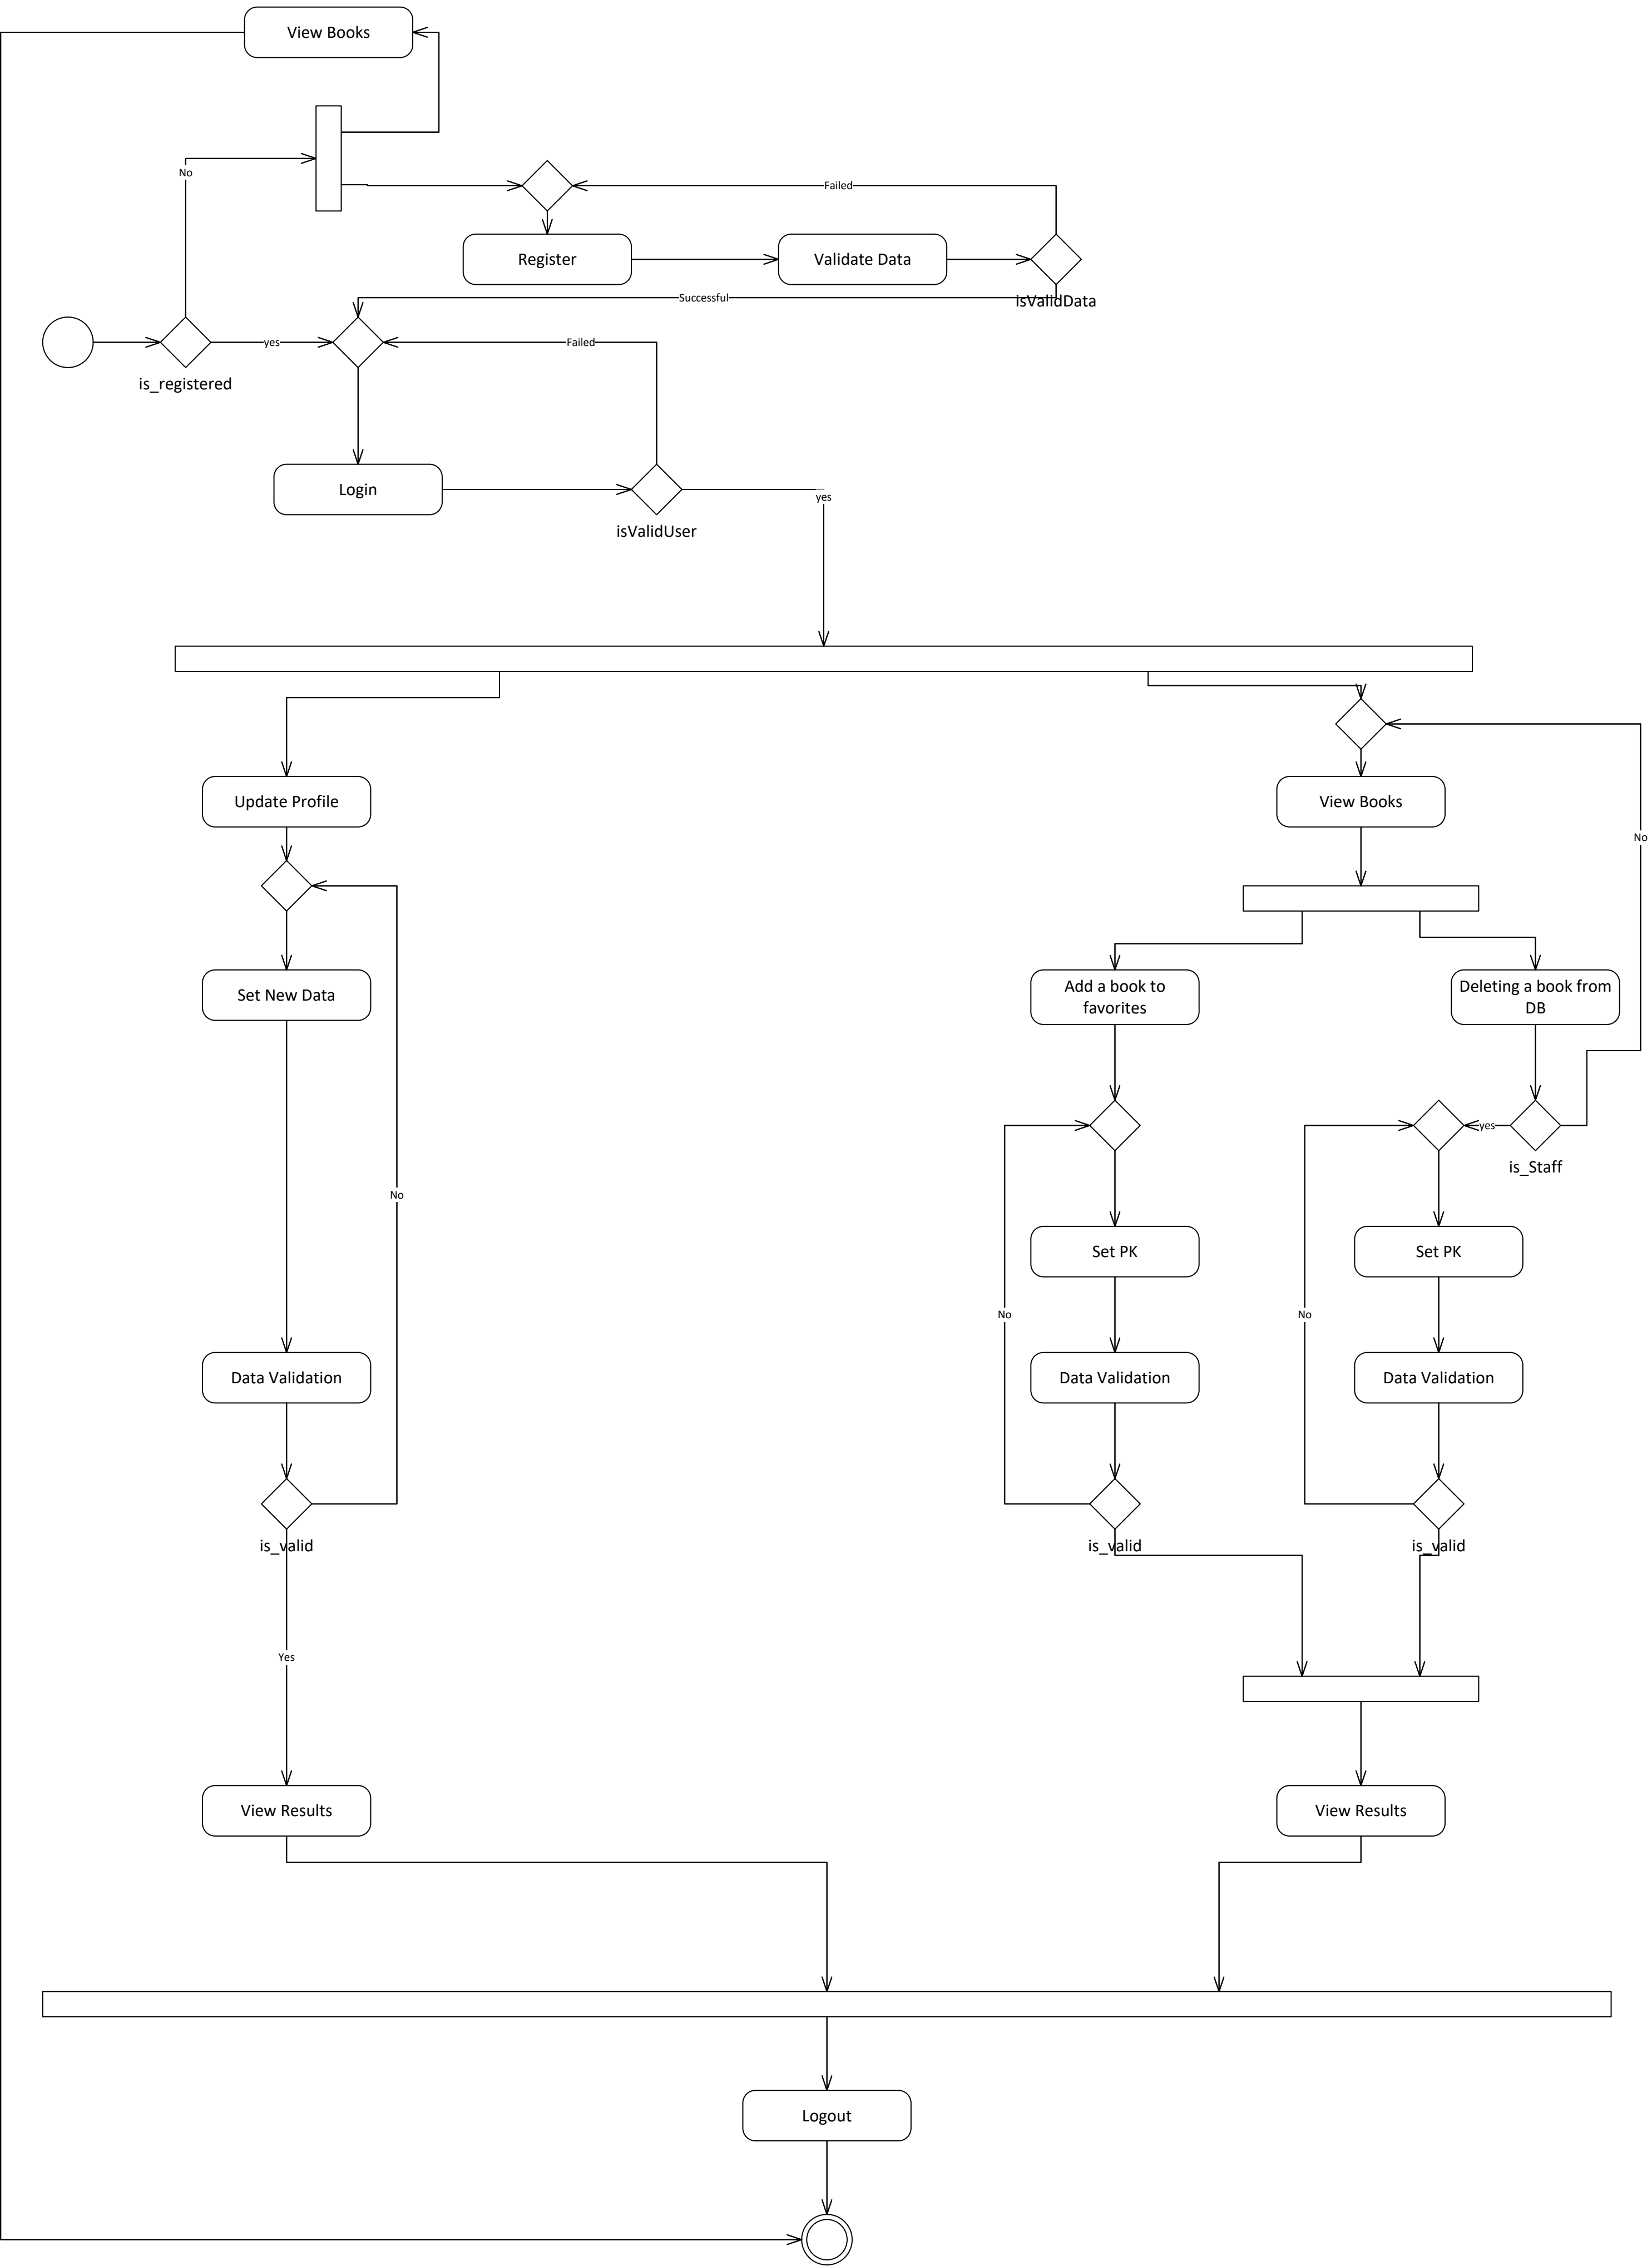 View Books
No
Failed
Register
Validate Data
Successful
isValidData
yes
Failed
is_registered
Login
yes
isValidUser
Update Profile
View Books
No
Set New Data
Add a book to
favorites
Deleting a book from
DB
yes
is_Staff
No
Set PK
Set PK
No
No
Data Validation
Data Validation
Data Validation
is_valid
is_valid
is_valid
Yes
View Results
View Results
Logout